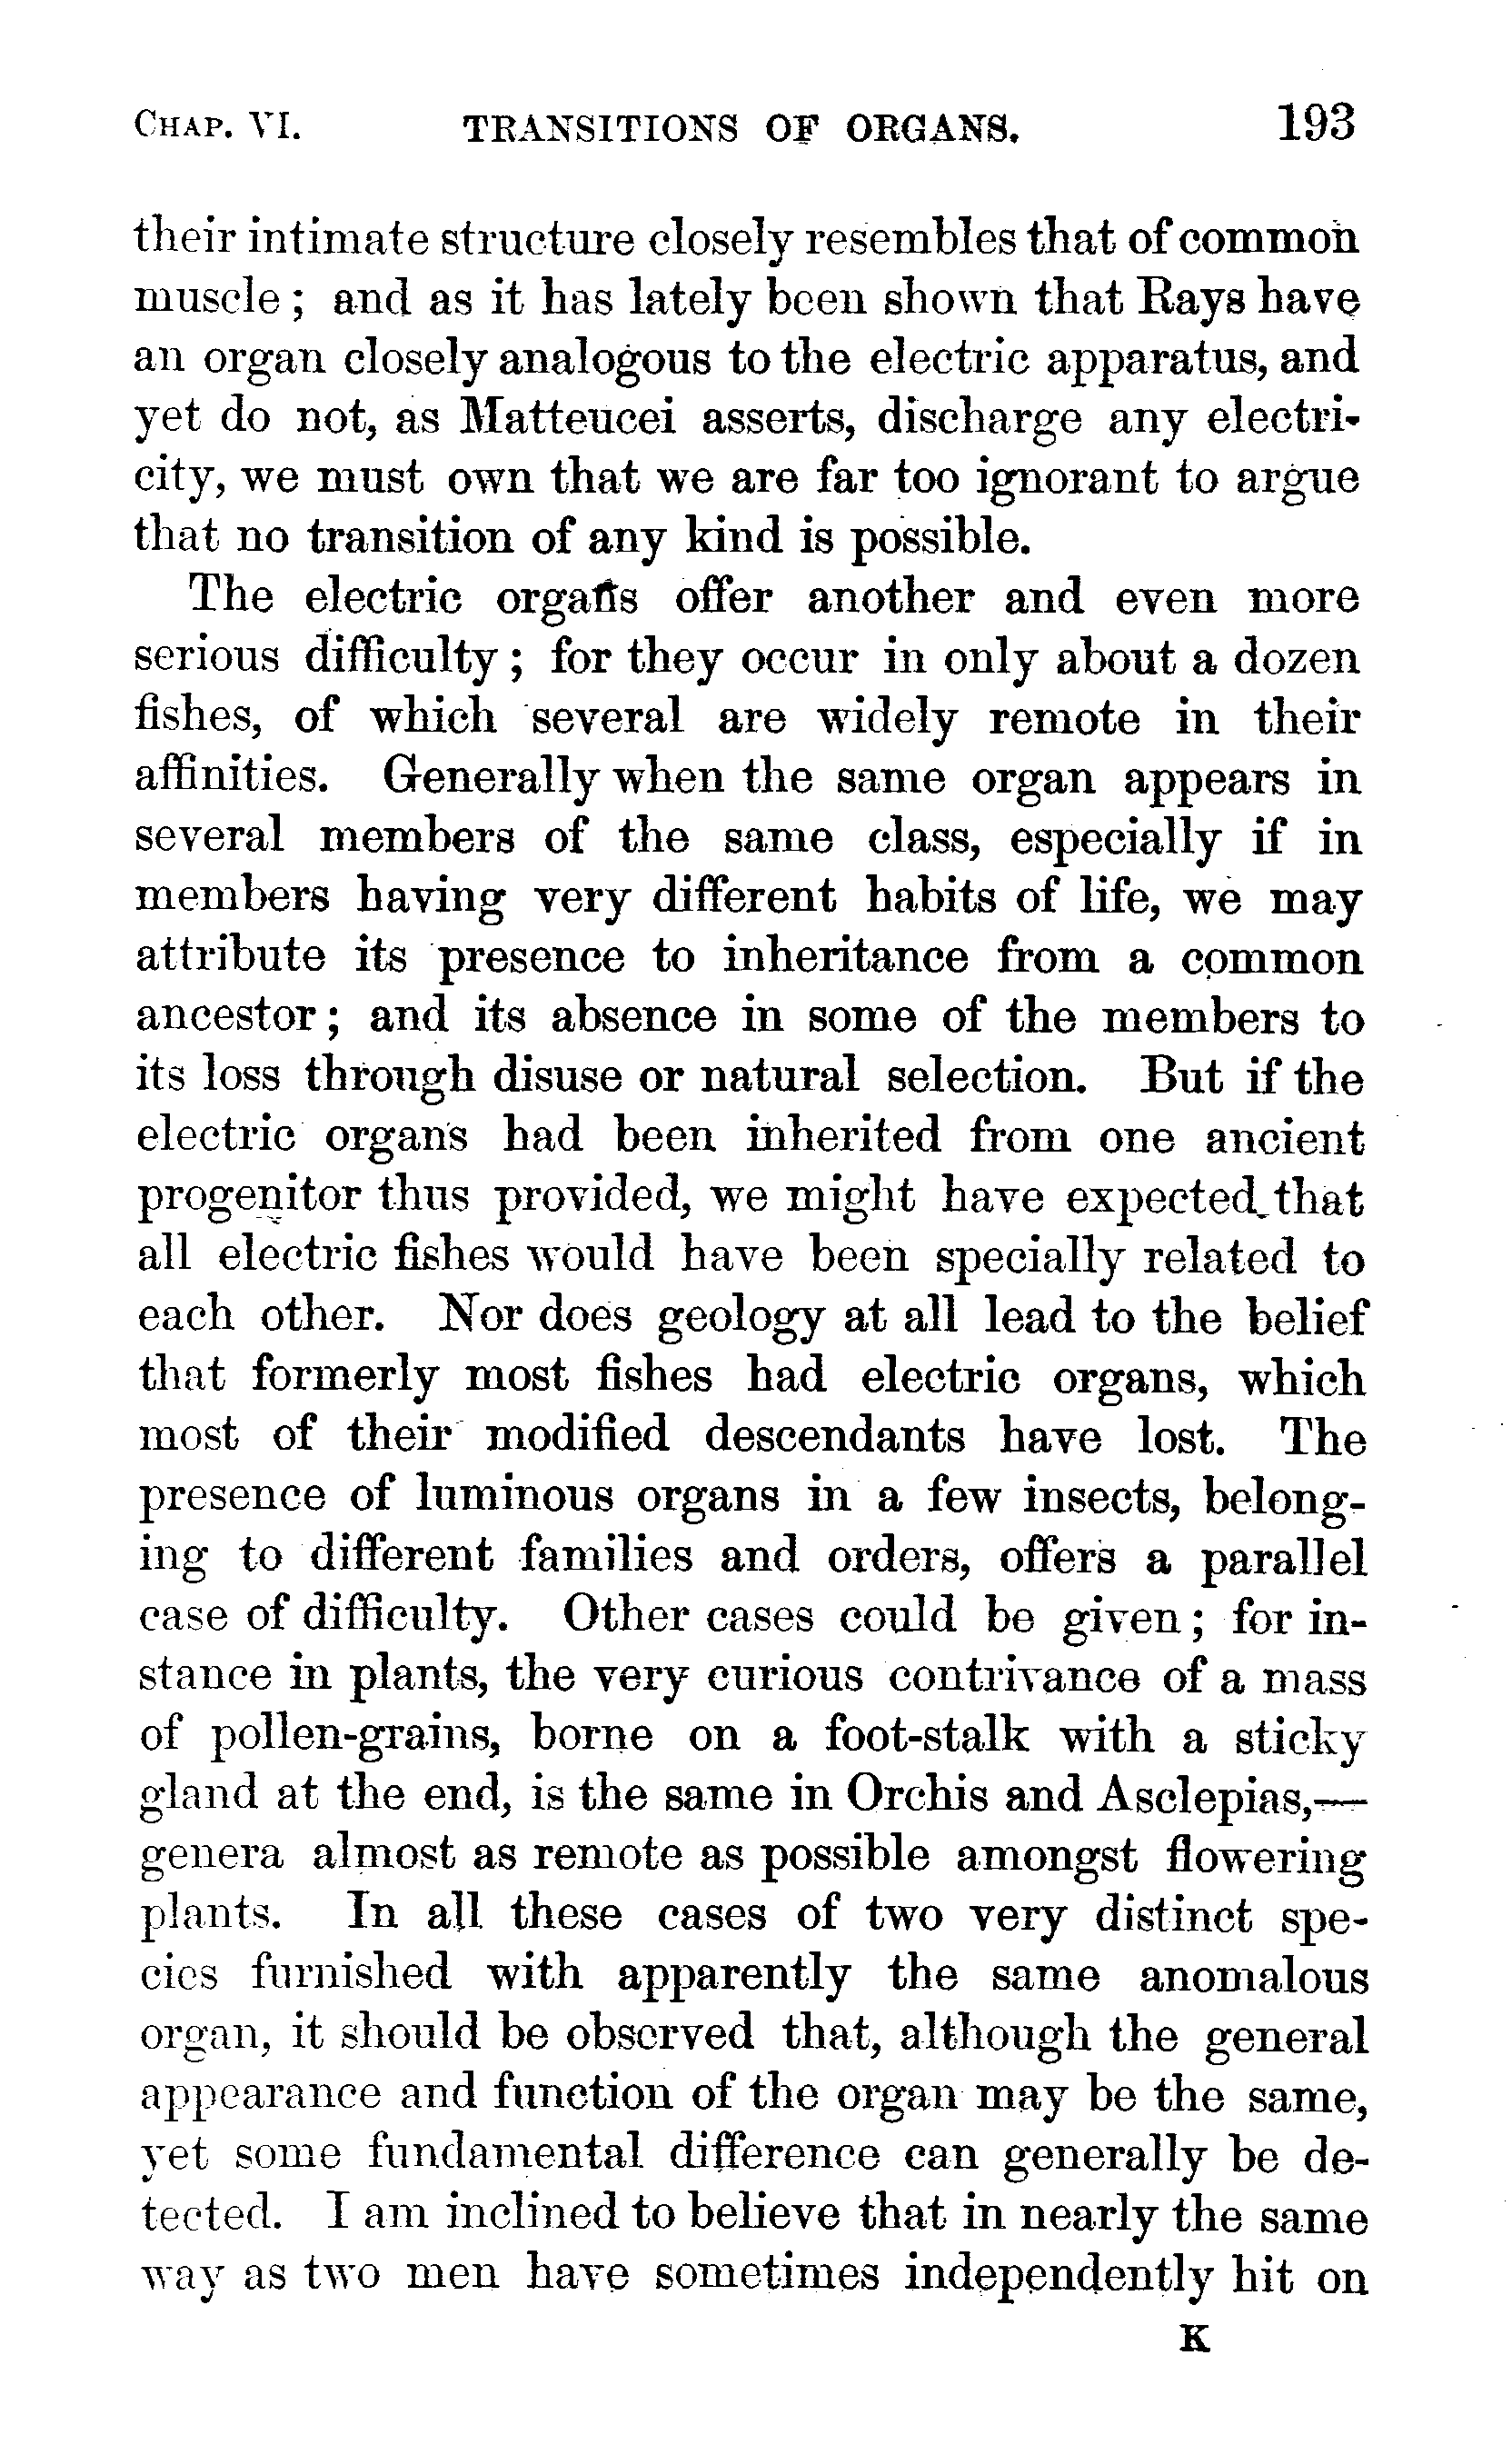 CHAP. VI. TRANSITIONS OF ORGANS. 193
their intimate structure closely resembles that of common
muscle ; and as it has lately been shown that Rays have
an organ closely analogous to the electric apparatus, and
yet do not, as Matteucei asserts, discharge any electri-
city, we must own that we are far too ignorant to argue
that no transition of any kind is possible.
The electric organs offer another and even more
serious difficulty ; for they occur in only about a dozen
fishes, of which several are widely remote in their
affinities. Generally when the same organ appears in
several members of the same class, especially if in
members having very different habits of life, we may
attribute its presence to inheritance from a common
ancestor ; and its absence in some of the members to
its loss through disuse or natural selection. But if the
electric organs had been inherited from one ancient
progenitor thus provided, we might have expected that
all electric fishes would have been specially related to
each other. Nor does geology at all lead to the belief
that formerly most fishes had electric organs, which
most of their modified descendants have lost. The
presence of luminous organs in a few insects, belong-
ing to different families and orders, offers a parallel
case of difficulty. Other cases could be given ; for in-
stance in plants, the very curious contrivance of a mass
of pollen-grains, borne on a foot-stalk with a sticky
gland at the end, is the same in Orchis and Asclepias,—
genera almost as remote as possible amongst flowering
plants. In all these cases of two very distinct spe-
cies furnished with apparently the same anomalous
organ, it should be observed that, although the general
appearance and function of the organ may be the same,
yet some fundamental difference can generally be de-
tected. I am inclined to believe that in nearly the same
way as two men have sometimes independently hit on
K